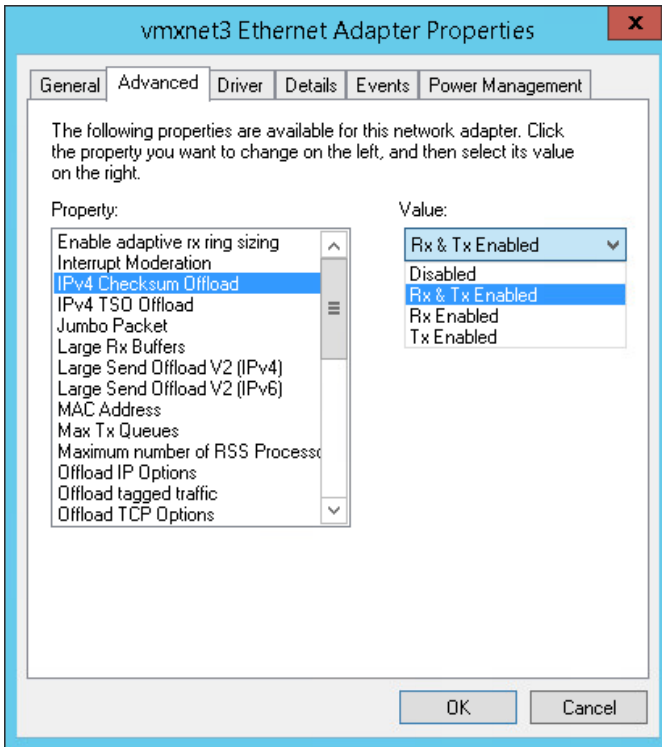 vmxnet3 Ethernet Adapter Properties
x
General
Advanced
Driver
Details
Events
Power Management
The following properties are available for this network adapter. Click
the property you want to change on the left, and then select its value
on the right.
Property:
Enable adaptive rx ring sizing
Interrupt Moderation
IPv4 Checksum Offload
IPv4 TSO Offload
Jumbo Packet
Large Rx Buffers
Large Send Offload V2 (IPv4)
Large Send Offload V2 (IPv6)
MAC Address
Max Tx Queues
Maximum number of RSS Processo
Offload IP Options
Offload tagged traffic
Offload TCP Options
Value:
Rx & Tx Enabled
Disabled
Rx & Tx Enabled
Rx Enabled
Tx Enabled
OK
Cancel